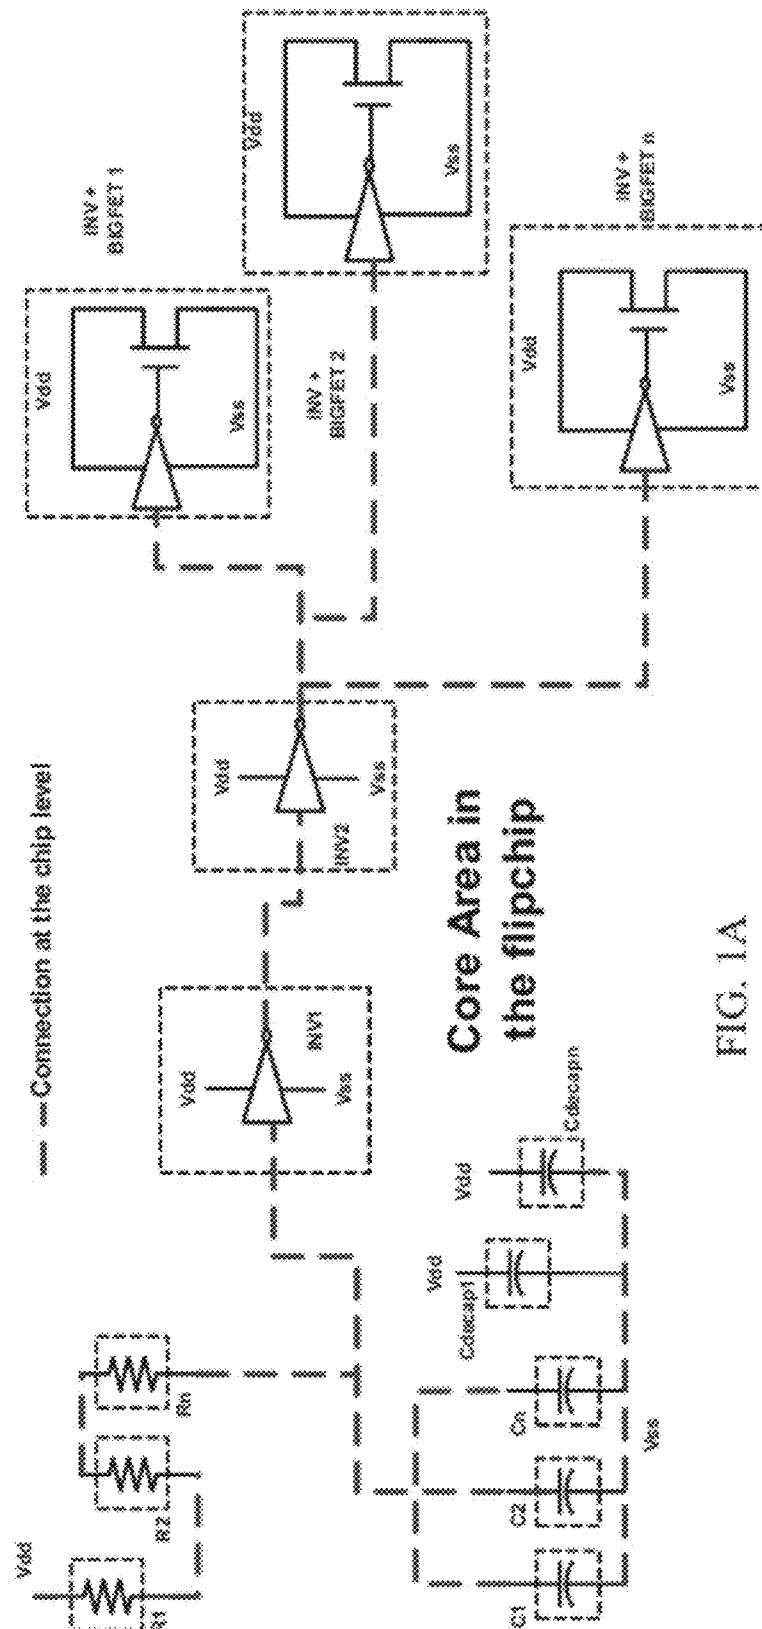 — —Connection at the chip level
Vdd
R1
R2
Rn
Vdd
Vss
INV1
Vdd
Vss
INV2
Vdd
Vss
INV +
BIGFET 1
Vdd
Vss
INV +
BIGFET 2
Vdd
Vss
INV +
BIGFET n
C1
C2
Cn
Vss
Vdd
Cdecap1
Vdd
Cdecapn
Core Area in
the flipchip
FIG. 1A